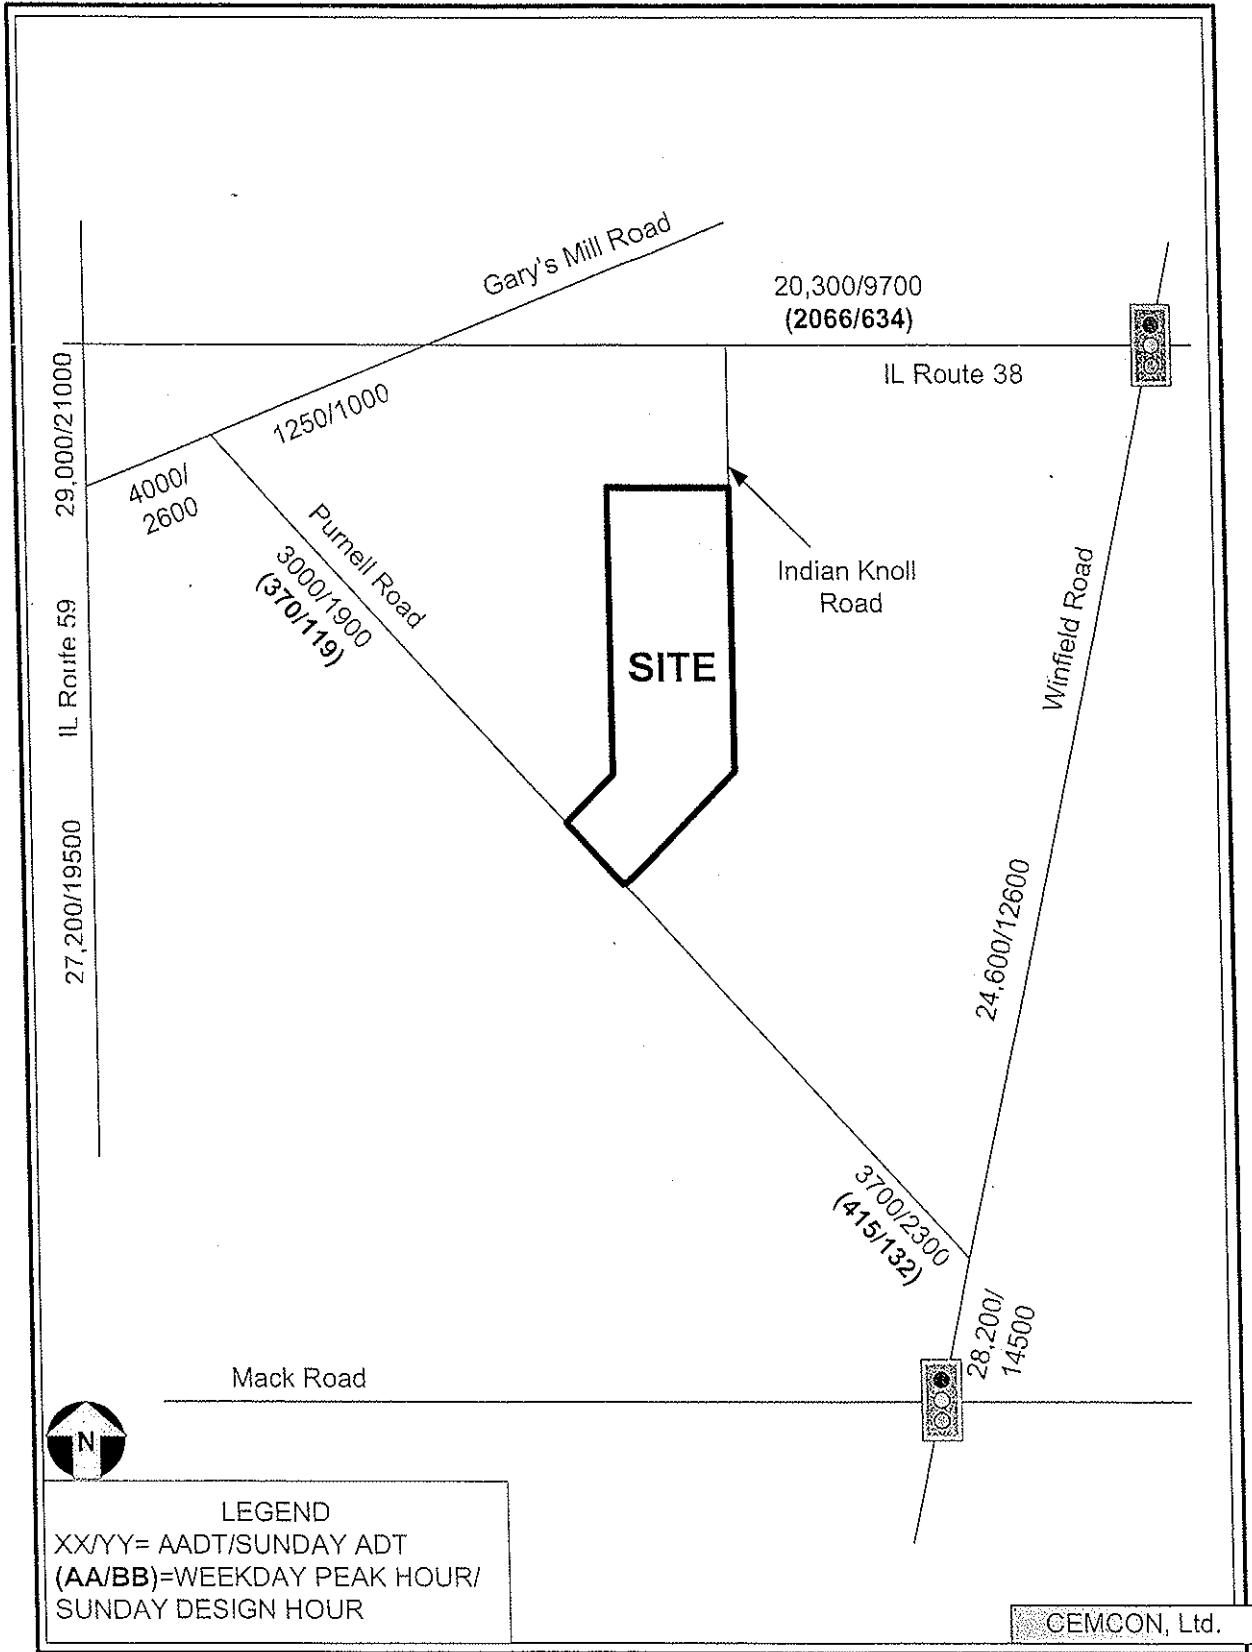 Gary's Mill Road
20,300/9700
(2066/634)
IL Route 38
29,000/21000
1250/1000
4000/
2600
Purnell Road
3000/1900
(370/119)
Indian Knoll
Road
IL Route 59
SITE
Winfield Road
27,200/19500
24,600/12600
3700/2300
(415/132)
28,200/
14500
Mack Road
N
LEGEND
XX/YY= AADT/SUNDAY ADT
(AA/BB)=WEEKDAY PEAK HOUR/
SUNDAY DESIGN HOUR
CEMCON, Ltd.